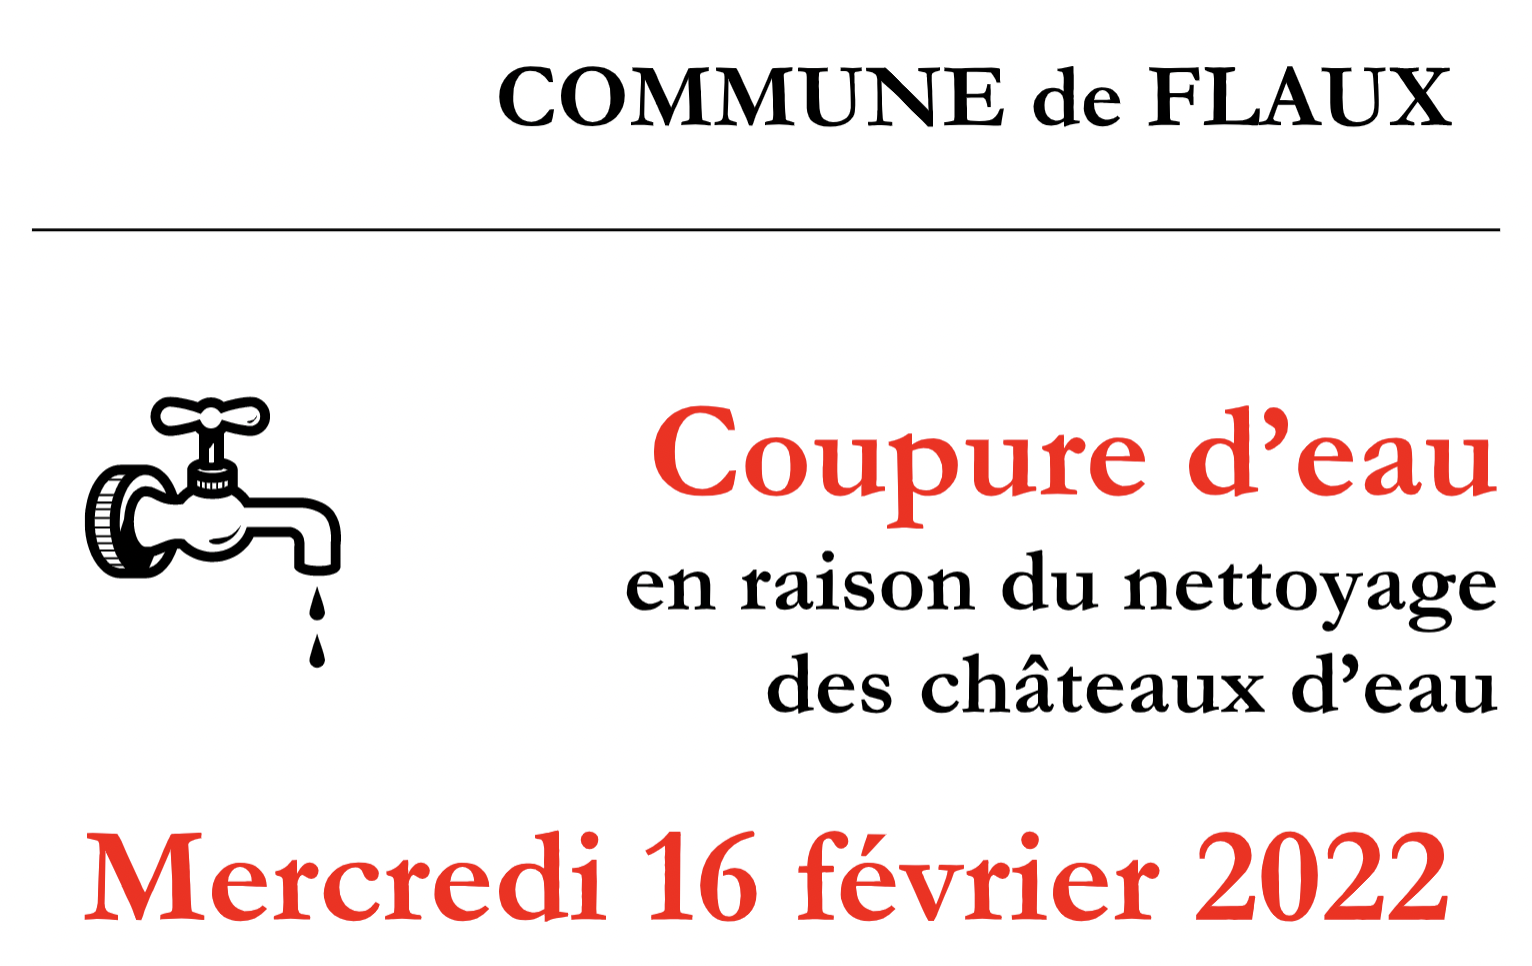 COMMUNE de FLAUX
Coupure d’eau
en raison du nettoyage
des châteaux d’eau
Mercredi 16 février 2022